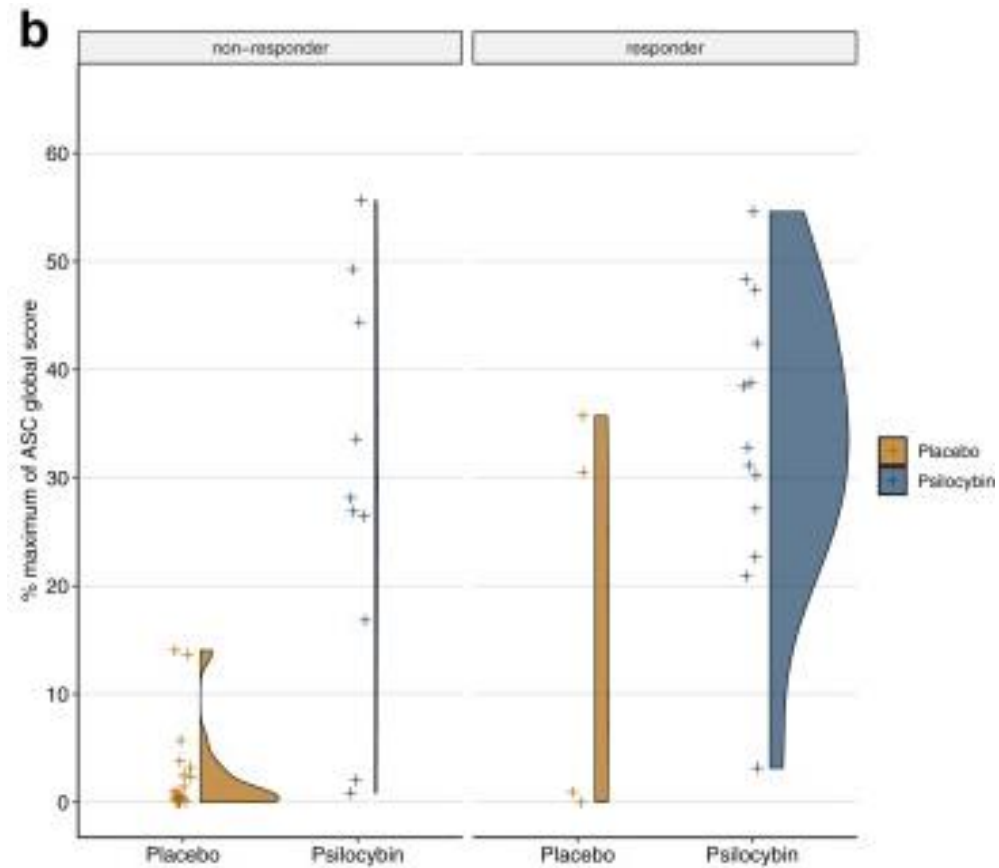 b
non-responder
responder
% maximum of ASC global score
60
50
40
30
20
10
0
Placebo
Psilocybin
Placebo
Psilocybin
Placebo
Psilocybin